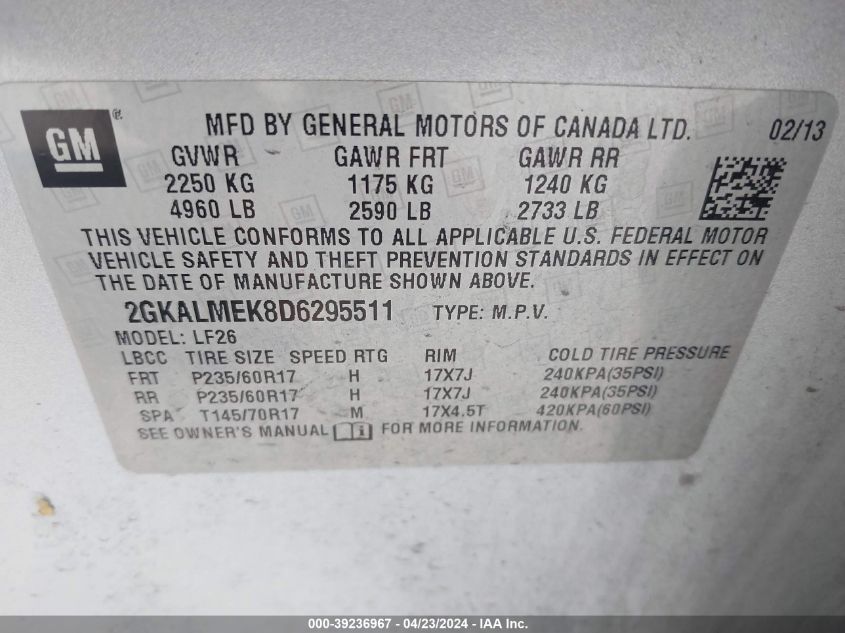 GM
®
MFD BY GENERAL MOTORS OF CANADA LTD. 02/13
GVWR GAWR FRT GAWR RR
2250 KG 1175 KG 1240 KG
4960 LB 2590 LB 2733 LB
THIS VEHICLE CONFORMS TO ALL APPLICABLE U.S. FEDERAL MOTOR
VEHICLE SAFETY AND THEFT PREVENTION STANDARDS IN EFFECT ON
THE DATE OF MANUFACTURE SHOWN ABOVE.
2GKALMEK8D6295511 TYPE: M.P.V.
MODEL: LF26
LBCC TIRE SIZE SPEED RTG RIM COLD TIRE PRESSURE
FRT P235/60R17 H 17X7J 240KPA(35PSI)
RR P235/60R17 H 17X7J 240KPA(35PSI)
SPA T145/70R17 M 17X4.5T 420KPA(60PSI)
SEE OWNER'S MANUAL i FOR MORE INFORMATION.
000-39236967 - 04/23/2024 - IAA Inc.